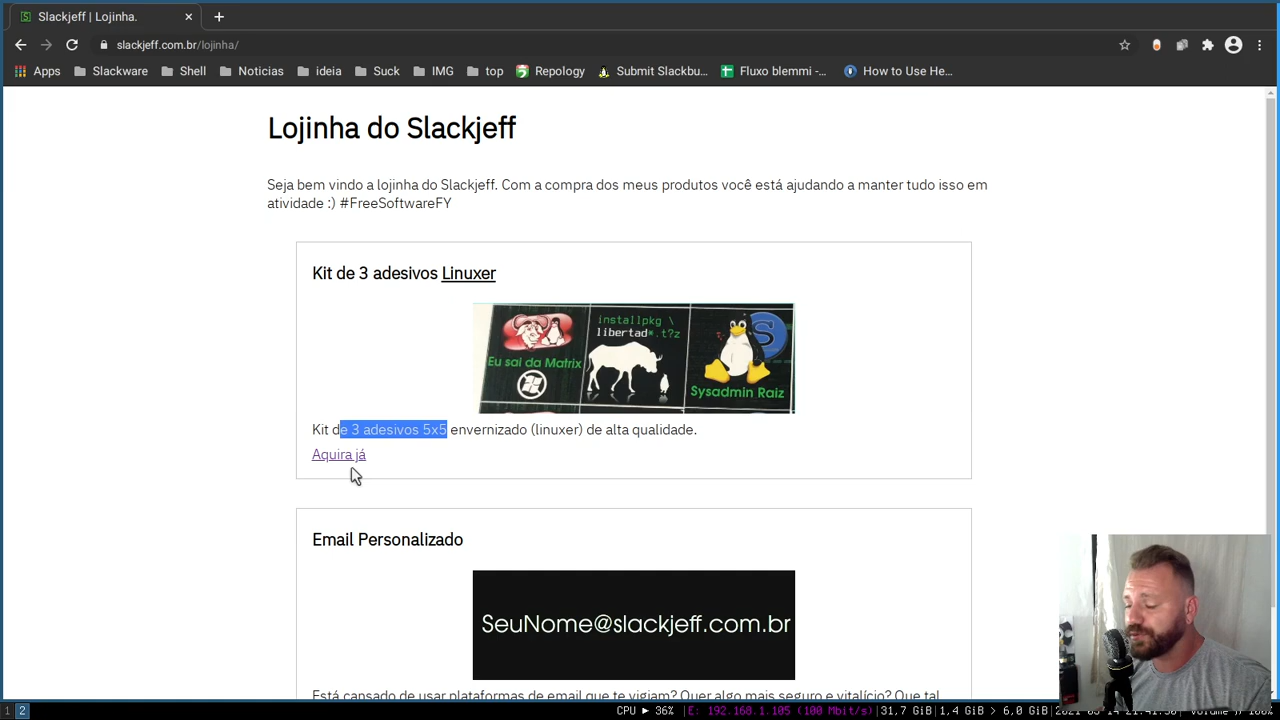 Slackjeff | Lojinha.
slackjeff.com.br/lojinha/
Apps Slackware Shell Noticias ideia Suck IMG top Repology Submit Slackbu... Fluxo blemmi -... How to Use He...
Lojinha do Slackjeff
Seja bem vindo a lojinha do Slackjeff. Com a compra dos meus produtos você está ajudando a manter tudo isso em
atividade :) #FreeSoftwareFY
Kit de 3 adesivos Linuxer
Eu sai da Matrix
installpkg \
libertad*.t?z
Sysadmin Raiz
Kit de 3 adesivos 5x5 envernizado (linuxer) de alta qualidade.
Aquira já
Email Personalizado
SeuNome@slackjeff.com.br
Está cansado de usar plataformas de email que te vigiam? Quer algo mais seguro e vitalício? Que tal
1 2 CPU ► 36% |E: 192.168.1.105 (100 Mbit/s)|31,7 GiB|1,4 GiB > 6,0 GiB|